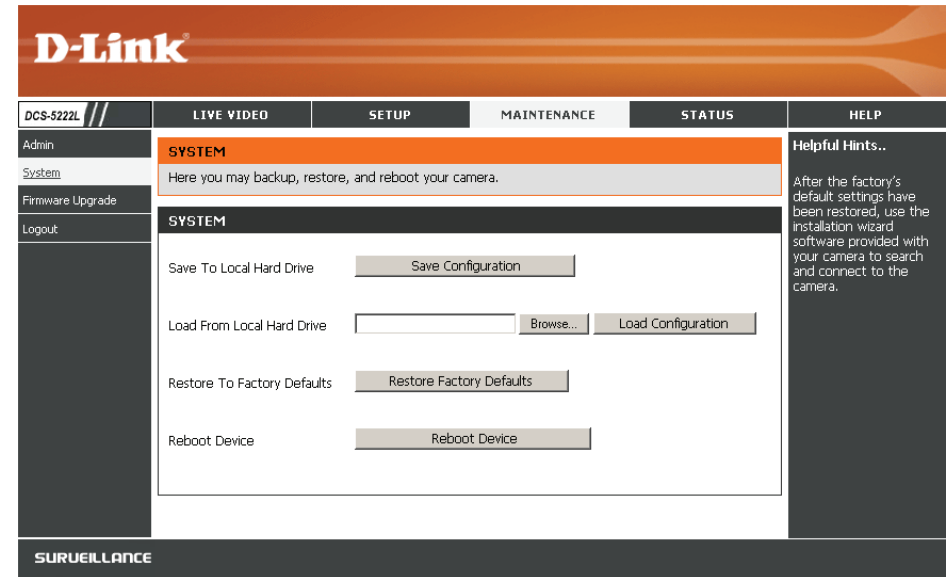 D-Link
DCS-5222L
LIVE VIDEO
SETUP
MAINTENANCE
STATUS
HELP
Admin
System
Firmware Upgrade
Logout
SYSTEM
Here you may backup, restore, and reboot your camera.
SYSTEM
Save To Local Hard Drive
Save Configuration
Load From Local Hard Drive
Browse...
Load Configuration
Restore To Factory Defaults
Restore Factory Defaults
Reboot Device
Reboot Device
Helpful Hints..
After the factory's
default settings have
been restored, use the
installation wizard
software provided with
your camera to search
and connect to the
camera.
SURVEILLANCE